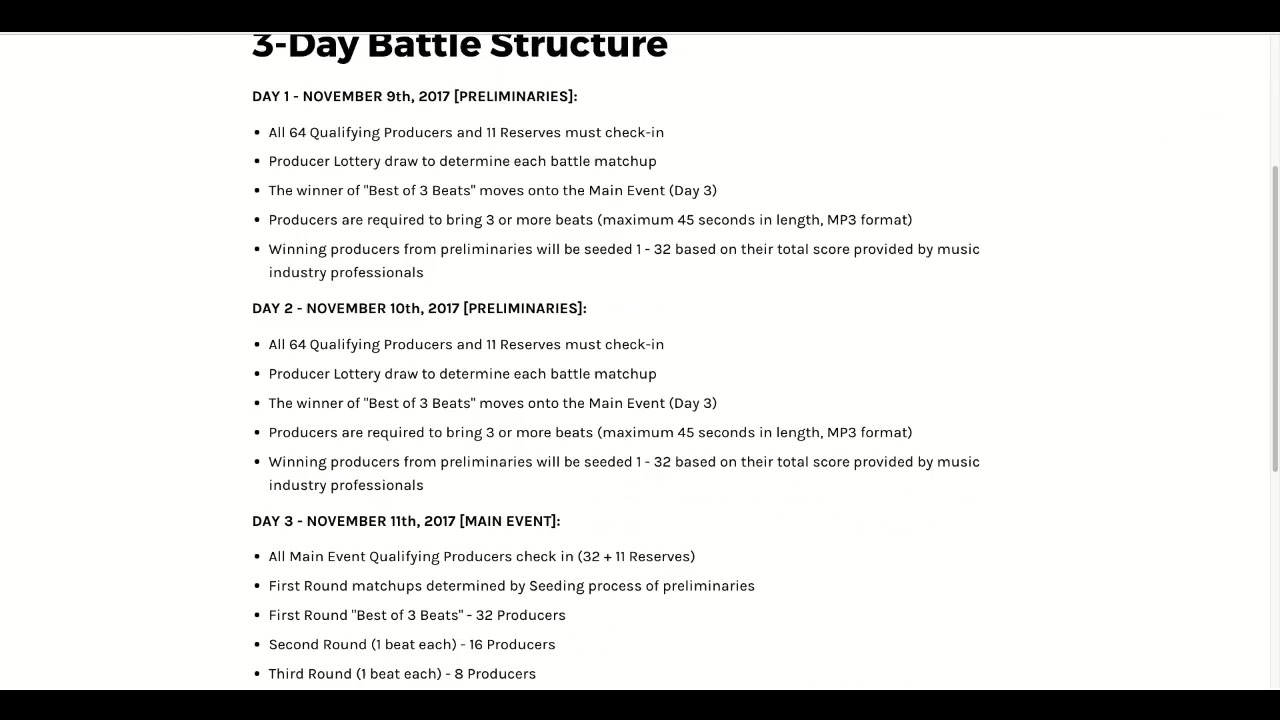 3-Day Battle Structure
DAY 1 - NOVEMBER 9th, 2017 [PRELIMINARIES]:
• All 64 Qualifying Producers and 11 Reserves must check-in
• Producer Lottery draw to determine each battle matchup
• The winner of "Best of 3 Beats" moves onto the Main Event (Day 3)
• Producers are required to bring 3 or more beats (maximum 45 seconds in length, MP3 format)
• Winning producers from preliminaries will be seeded 1 - 32 based on their total score provided by music
industry professionals
DAY 2 - NOVEMBER 10th, 2017 [PRELIMINARIES]:
• All 64 Qualifying Producers and 11 Reserves must check-in
• Producer Lottery draw to determine each battle matchup
• The winner of "Best of 3 Beats" moves onto the Main Event (Day 3)
• Producers are required to bring 3 or more beats (maximum 45 seconds in length, MP3 format)
• Winning producers from preliminaries will be seeded 1 - 32 based on their total score provided by music
industry professionals
DAY 3 - NOVEMBER 11th, 2017 [MAIN EVENT]:
• All Main Event Qualifying Producers check in (32 + 11 Reserves)
• First Round matchups determined by Seeding process of preliminaries
• First Round "Best of 3 Beats" - 32 Producers
• Second Round (1 beat each) - 16 Producers
• Third Round (1 beat each) - 8 Producers